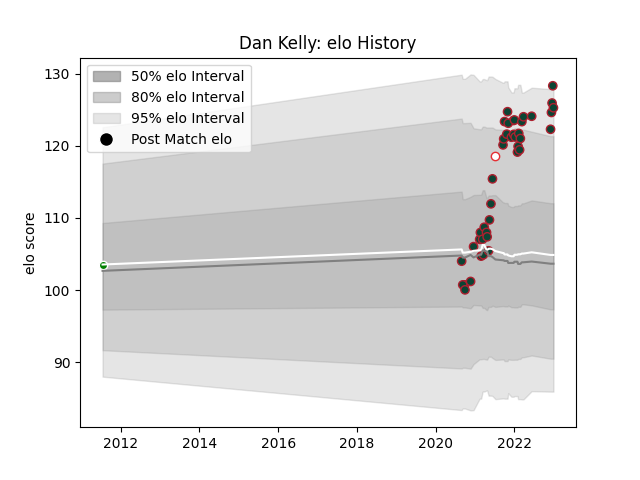 Dan Kelly: elo History
50% elo Interval
80% elo Interval
95% elo Interval
Post Match elo
elo score
130
120
110
100
90
2012 2014 2016 2018 2020 2022